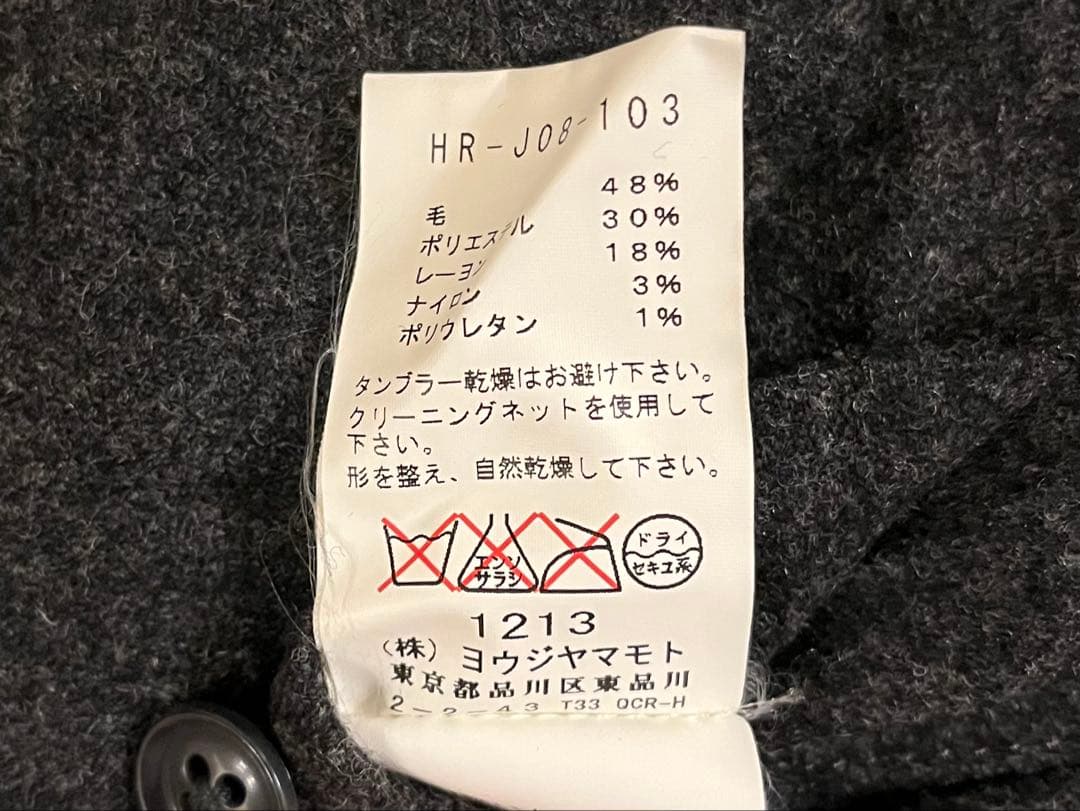 HR-J08-103
毛 48%
ポリエステル 30%
レーヨン 18%
ナイロン 3%
ポリウレタン 1%
タンブラー乾燥はお避け下さい。
クリーニングネットを使用して
下さい。
形を整え、自然乾燥して下さい。
エンソ
サラシ
ドライ
セキユ系
1213
(株) ヨウジヤマモト
東京都品川区東品川
2-2-43 T33 QCR-H